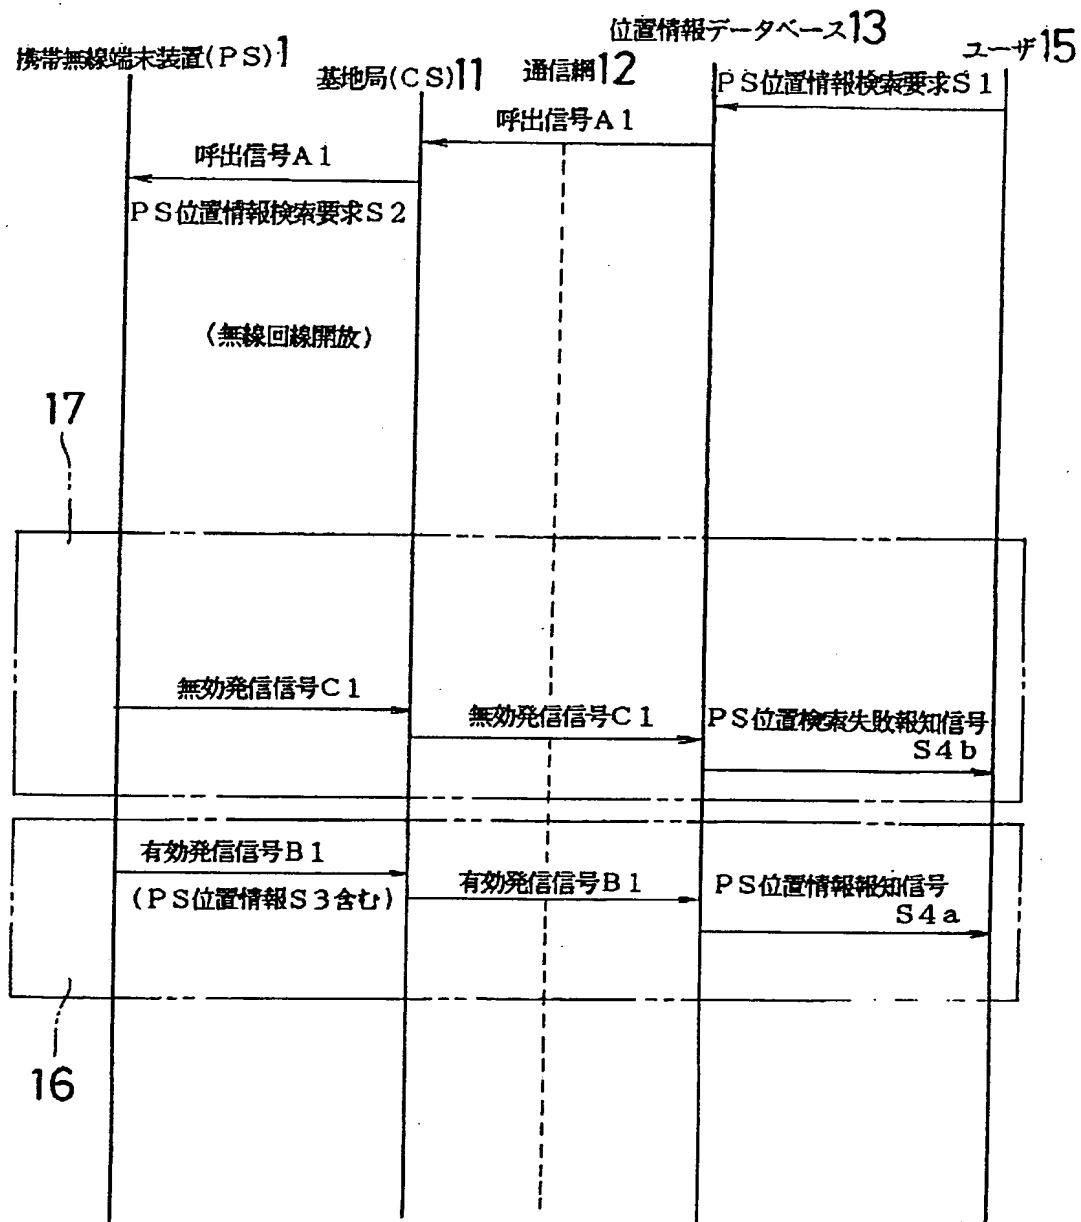 位置情報データベース13
ユーザ15
携帯無線端末装置(PS)1
基地局(CS)11
通信網12
PS位置情報検索要求S1
呼出信号A1
呼出信号A1
PS位置情報検索要求S2
(無線回線開放)
17
無効発信信号C1
無効発信信号C1
PS位置検索失敗報知信号
S4b
有効発信信号B1
(PS位置情報S3含む)
有効発信信号B1
PS位置情報報知信号
S4a
16